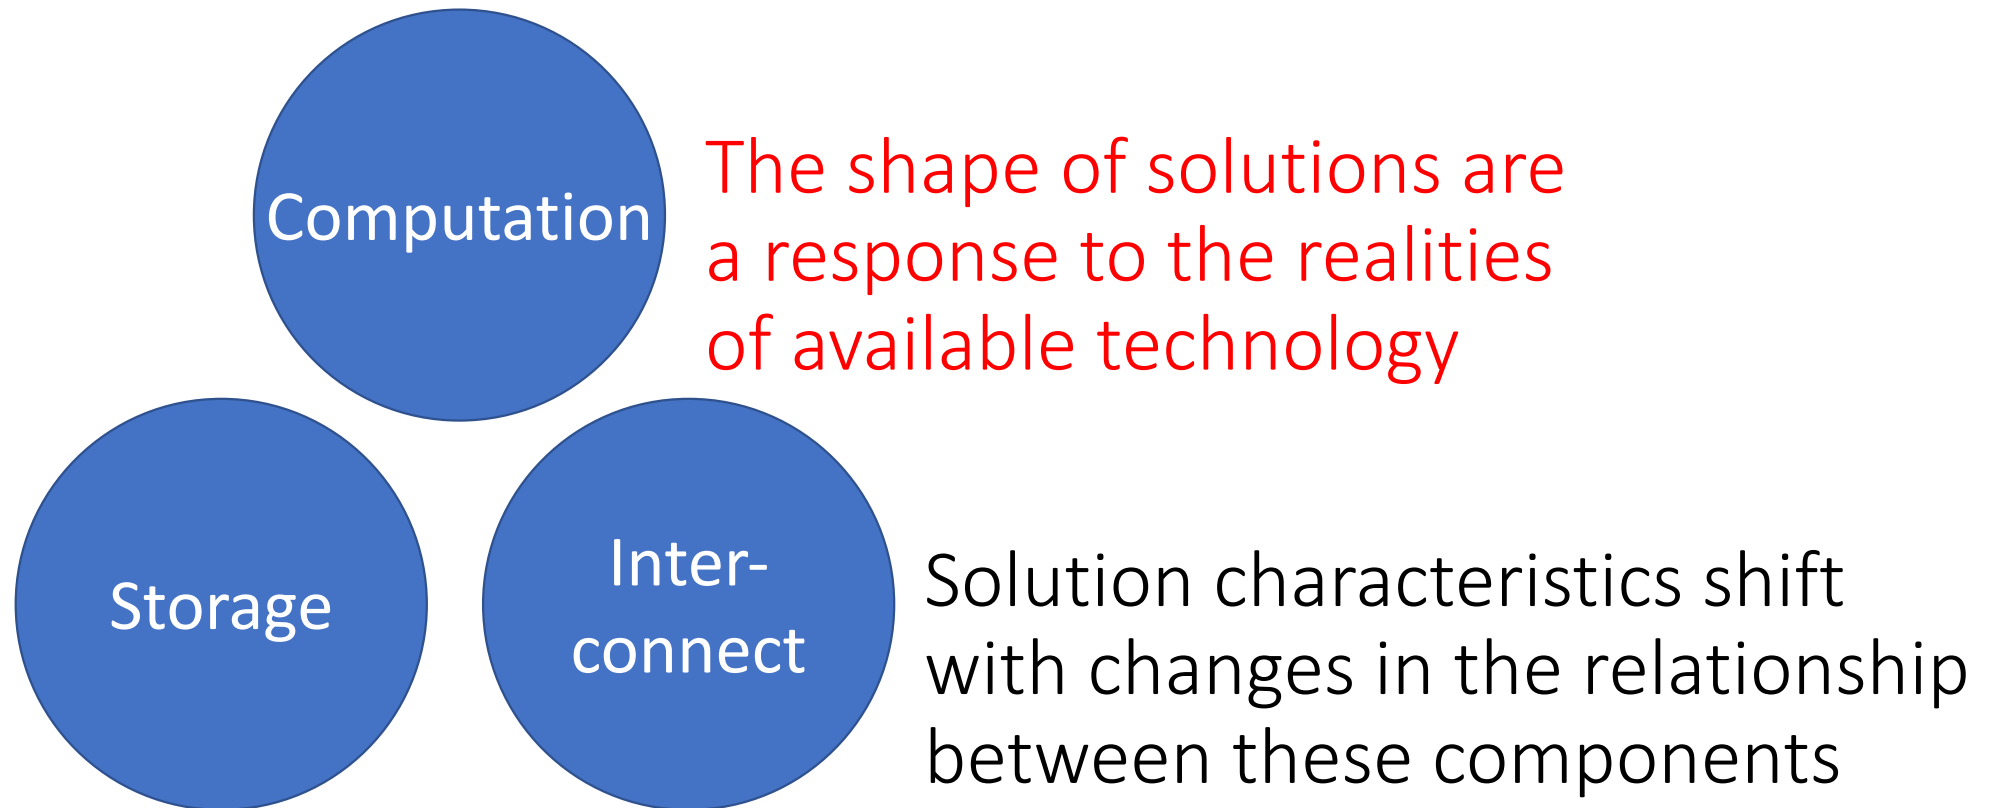 Computation
The shape of solutions are
a response to the realities
of available technology
Storage
Inter-
connect
Solution characteristics shift
with changes in the relationship
between these components